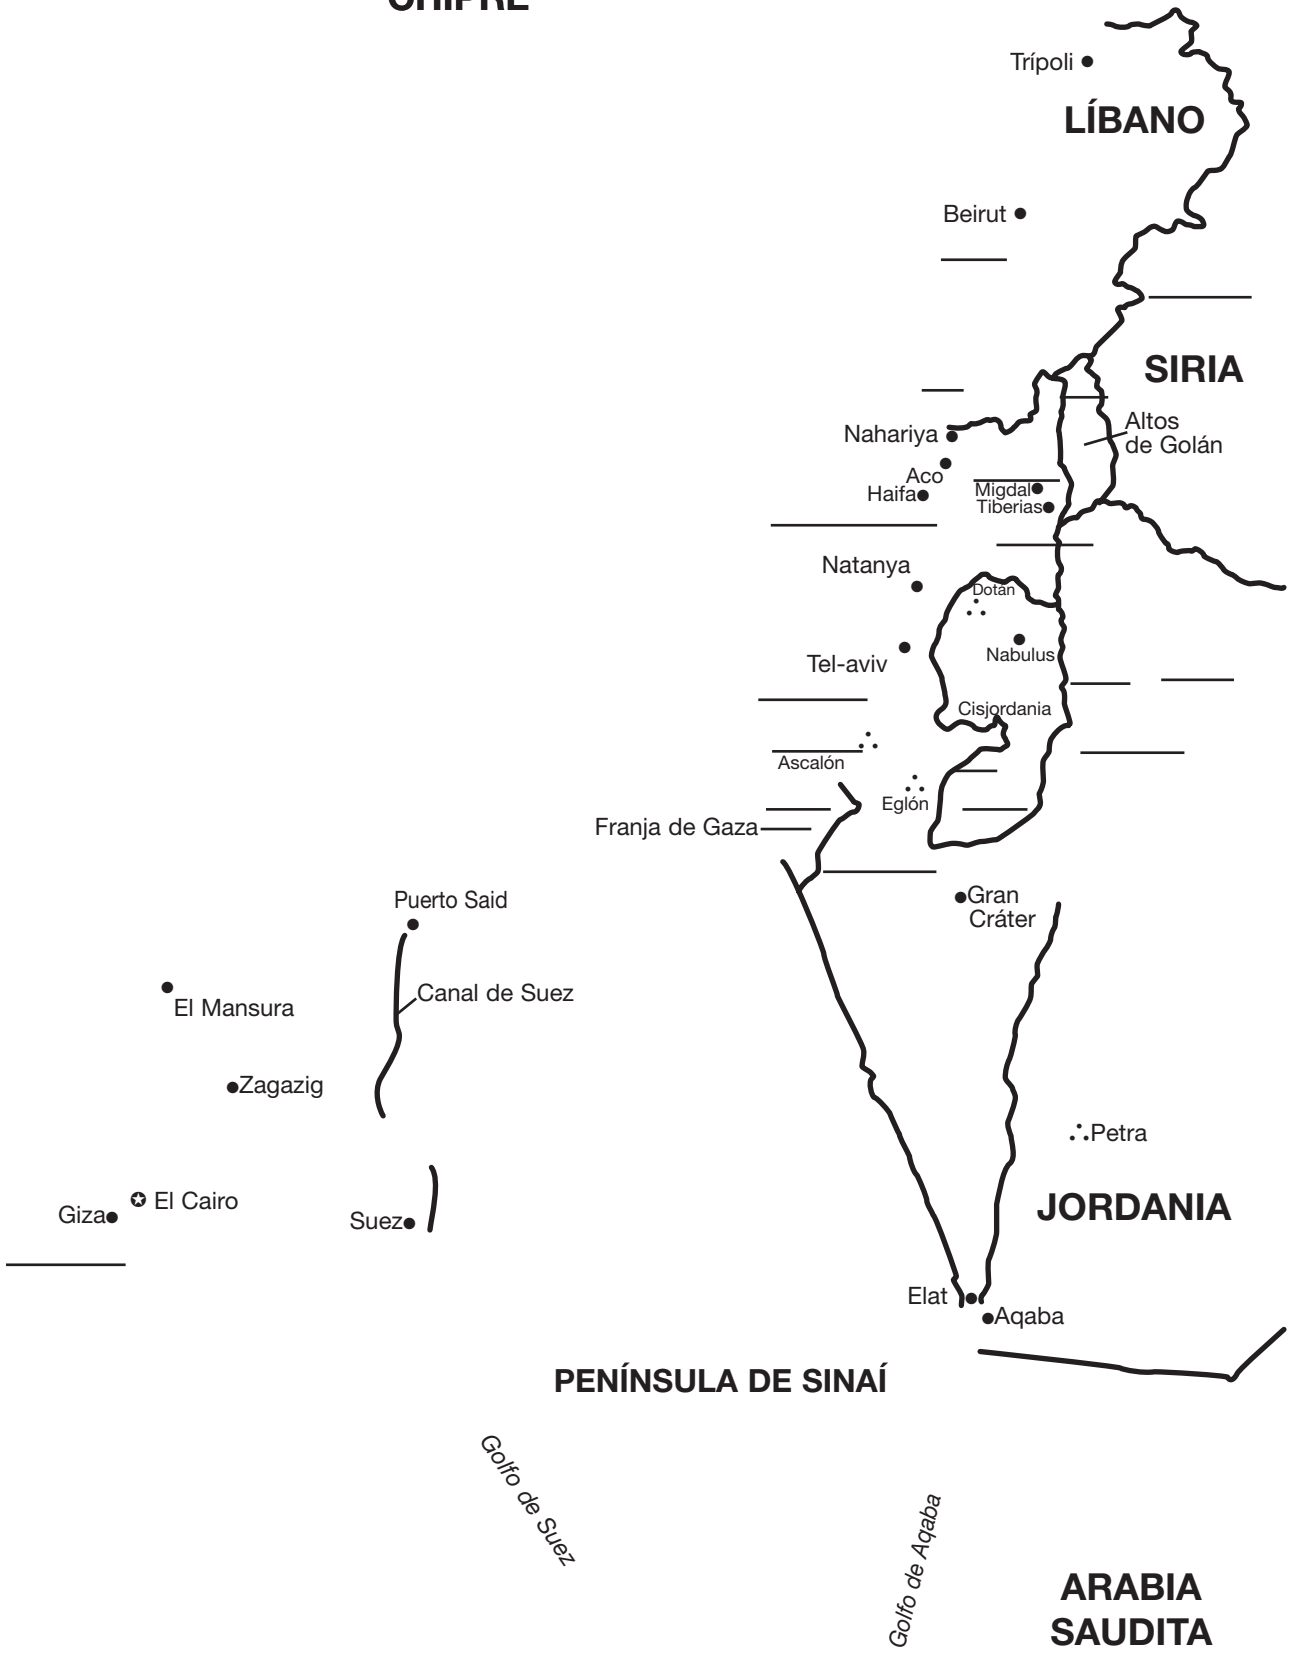 CHIPRE
Trípoli
LÍBANO
Beirut
SIRIA
Altos
de Golán
Nahariya
Aco
Haifa
Migdal
Tiberias
Natanya
Dotán
Nabulus
Tel-aviv
Cisjordania
Ascalón
Eglón
Franja de Gaza
Gran
Cráter
Puerto Said
Canal de Suez
El Mansura
Zagazig
Petra
El Cairo
Giza
Suez
JORDANIA
Elat
Aqaba
PENÍNSULA DE SINAÍ
Golfo de Suez
Golfo de Aqaba
ARABIA
SAUDITA